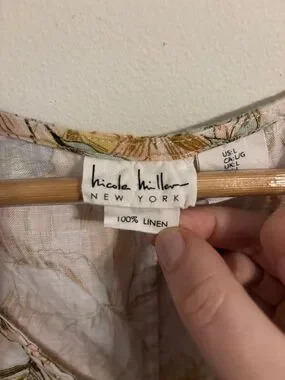 nicole miller
NEW YORK
100% LINEN
US:L
CA:L/G
UK:L